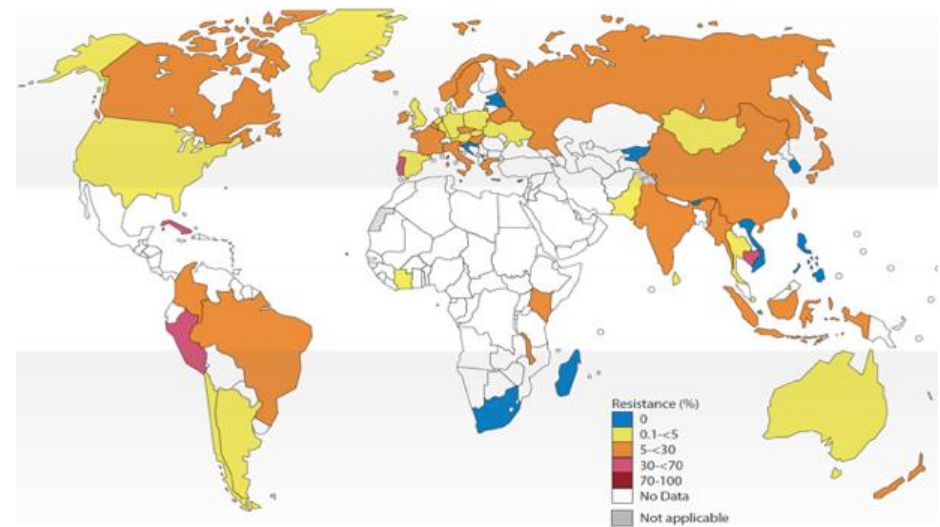 Resistance (%)
0
0.1-<5
5-<30
30-<70
70-100
No Data
Not applicable